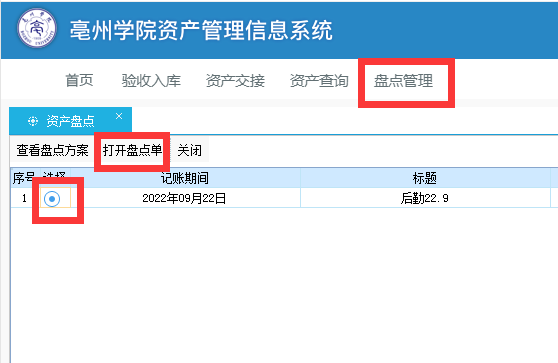 亳州学院资产管理信息系统
首页 验收入库 资产交接 资产查询 盘点管理
资产盘点 ×
查看盘点方案 打开盘点单 关闭
序号 选择 记账期间 标题
1 2022年09月22日 后勤22.9